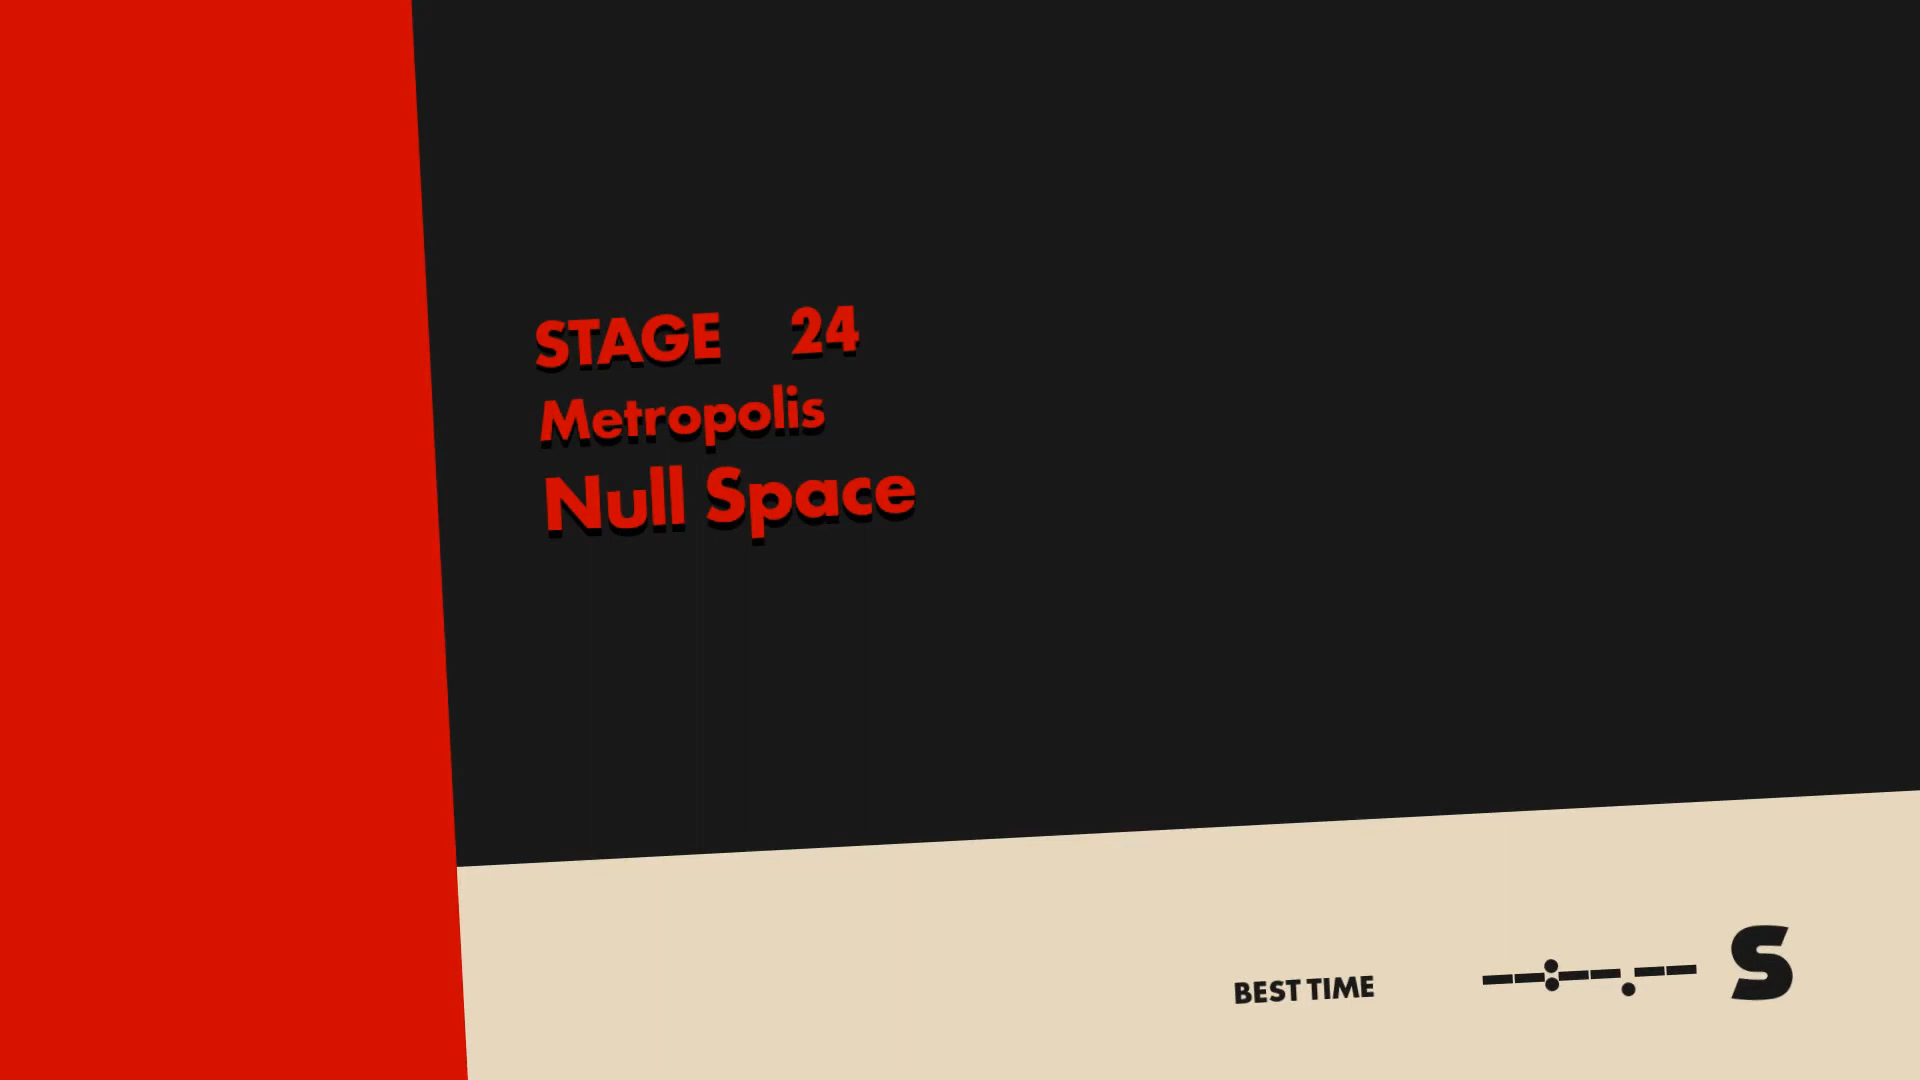 STAGE 24
Metropolis
Null Space
BEST TIME --:--.-- S